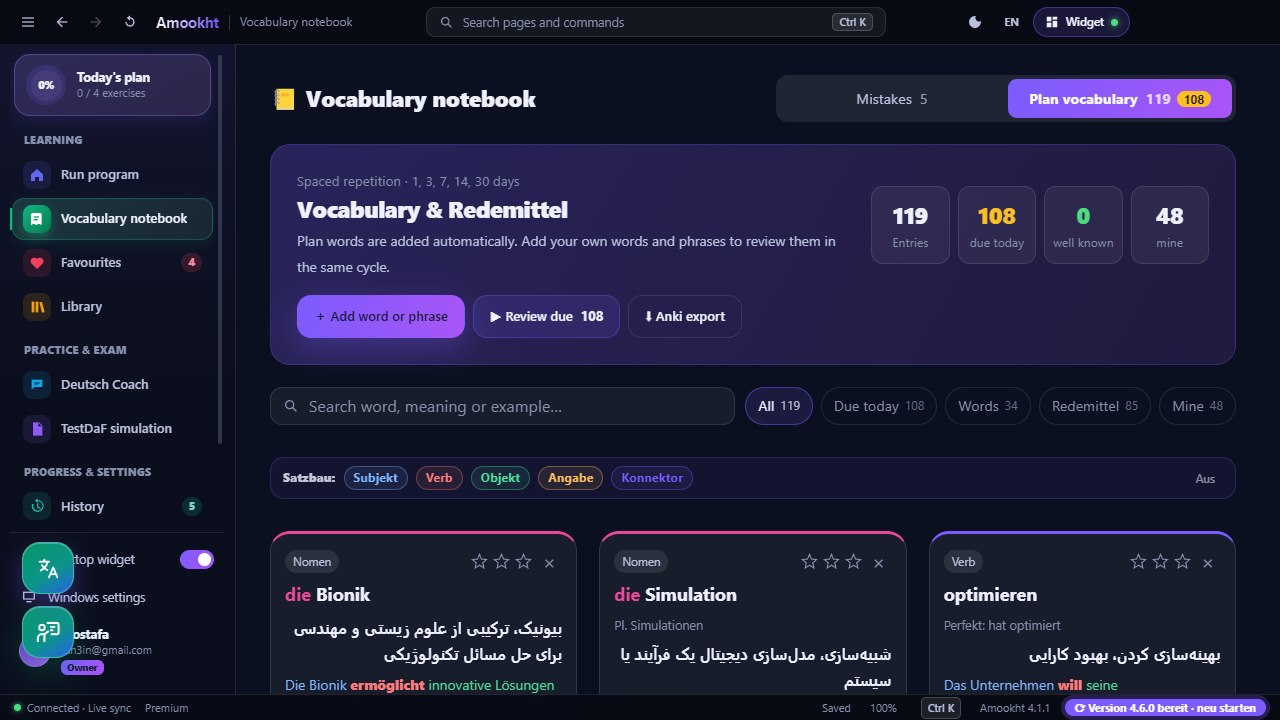 Amookht
Vocabulary notebook
Search pages and commands
Ctrl K
EN
Widget
0%
Today's plan
0 / 4 exercises
LEARNING
Run program
Vocabulary notebook
Favourites 4
Library
PRACTICE & EXAM
Deutsch Coach
TestDaF simulation
PROGRESS & SETTINGS
History 5
top widget
Windows settings
ostafa
n3in@gmail.com
Owner
Vocabulary notebook
Mistakes 5
Plan vocabulary 119 108
Spaced repetition · 1, 3, 7, 14, 30 days
Vocabulary & Redemittel
Plan words are added automatically. Add your own words and phrases to review them in
the same cycle.
+ Add word or phrase
▶ Review due 108
⬇ Anki export
119
Entries
108
due today
0
well known
48
mine
Search word, meaning or example...
All 119
Due today 108
Words 34
Redemittel 85
Mine 48
Satzbau: Subjekt Verb Objekt Angabe Konnektor
Aus
Nomen
die Bionik
بیونیک، ترکیبی از علوم زیستی و مهندسی
برای حل مسائل تکنولوژیکی
Die Bionik ermöglicht innovative Lösungen
Nomen
die Simulation
Pl. Simulationen
شبیه‌سازی، مدل‌سازی دیجیتال یک فرآیند یا
سیستم
Verb
optimieren
Perfekt: hat optimiert
بهینه‌سازی کردن، بهبود کارایی
Das Unternehmen will seine
Connected · Live sync
Premium
Saved
100%
Ctrl K
Amookht 4.1.1
Version 4.6.0 bereit · neu starten